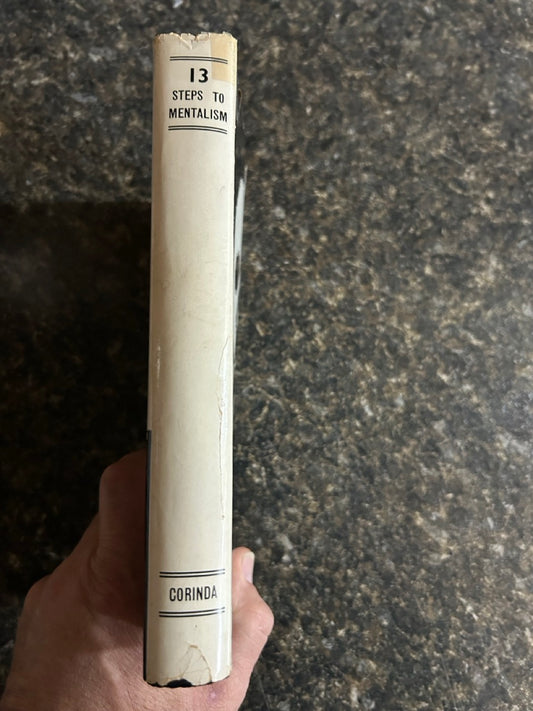 13
STEPS TO
MENTALISM
CORINDA